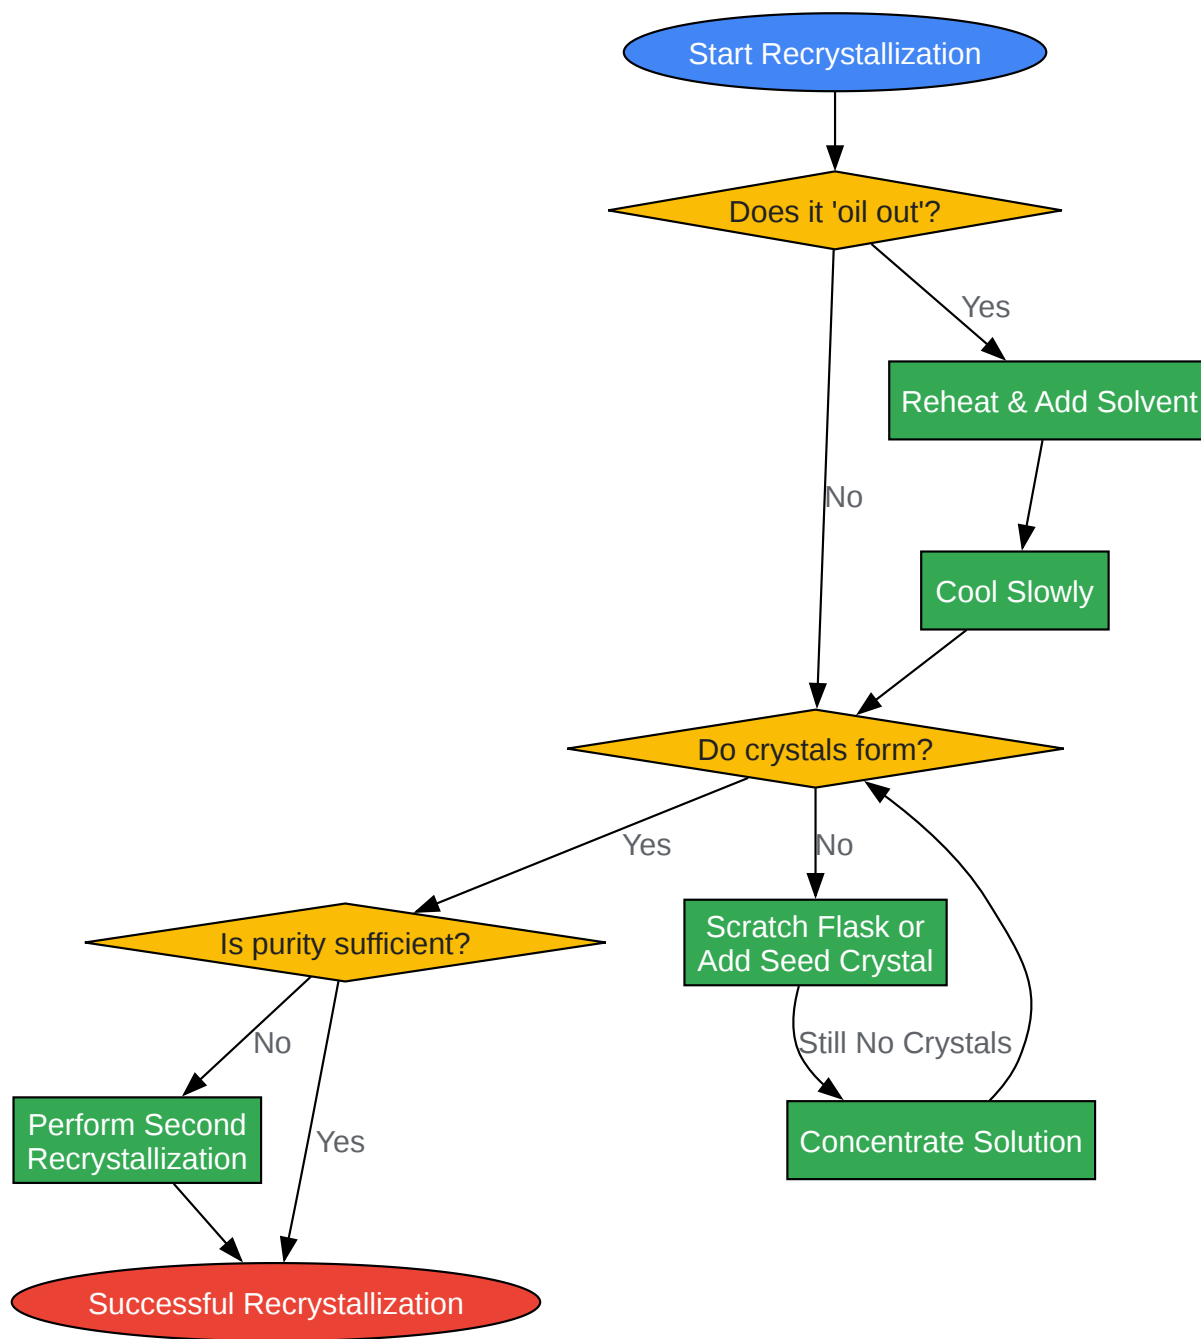 Start Recrystallization
Does it 'oil out'?
Yes
Reheat & Add Solvent
No
Cool Slowly
Do crystals form?
Yes
No
Scratch Flask or
Add Seed Crystal
Is purity sufficient?
No
Still No Crystals
Perform Second
Recrystallization
Yes
Concentrate Solution
Successful Recrystallization